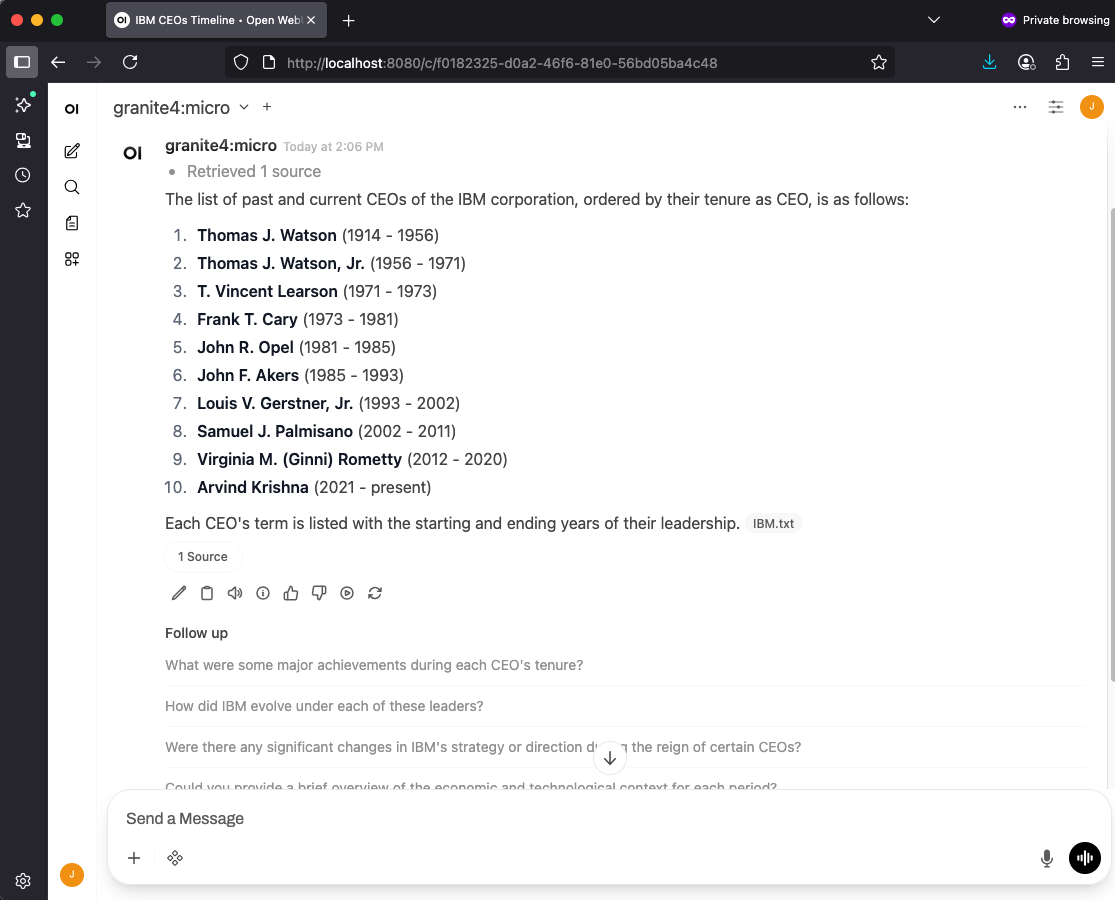 OI IBM CEOs Timeline • Open Web
Private browsing
http://localhost:8080/c/f0182325-d0a2-46f6-81e0-56bd05ba4c48
OI
granite4:micro
J
OI
granite4:micro Today at 2:06 PM
• Retrieved 1 source
The list of past and current CEOs of the IBM corporation, ordered by their tenure as CEO, is as follows:
1. Thomas J. Watson (1914 - 1956)
2. Thomas J. Watson, Jr. (1956 - 1971)
3. T. Vincent Learson (1971 - 1973)
4. Frank T. Cary (1973 - 1981)
5. John R. Opel (1981 - 1985)
6. John F. Akers (1985 - 1993)
7. Louis V. Gerstner, Jr. (1993 - 2002)
8. Samuel J. Palmisano (2002 - 2011)
9. Virginia M. (Ginni) Rometty (2012 - 2020)
10. Arvind Krishna (2021 - present)
Each CEO's term is listed with the starting and ending years of their leadership. IBM.txt
1 Source
Follow up
What were some major achievements during each CEO's tenure?
How did IBM evolve under each of these leaders?
Were there any significant changes in IBM's strategy or direction during the reign of certain CEOs?
Could you provide a brief overview of the economic and technological context for each period?
Send a Message
J